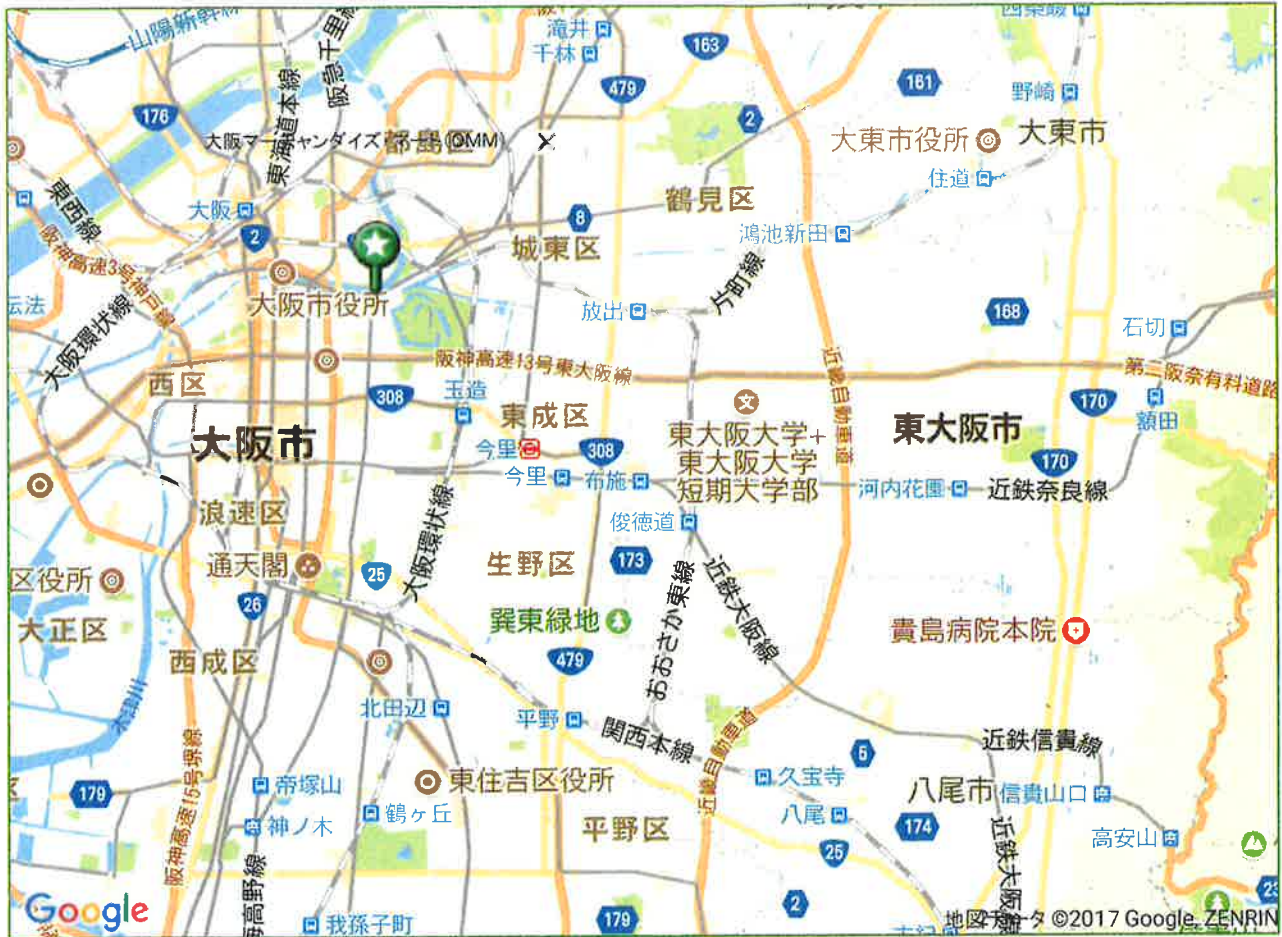 山陽新幹線
阪急千里線
滝井
千林
163
479
161
野崎
176
東海道本線
大阪マーチャンダイズ・マート(OMM)
2
大東市役所
大東市
住道
東西線
大阪
2
8
鶴見区
城東区
鴻池新田
阪神高速3号神戸線
大阪市役所
伝法
放出
片町線
168
石切
大阪環状線
阪神高速13号東大阪線
近畿自動車道
第二阪奈有料道路
西区
308
玉造
東成区
170
額田
大阪市
今里
308
東大阪大学+
東大阪大学
短期大学部
東大阪市
170
今里
布施
河内花園
近鉄奈良線
浪速区
俊徳道
大阪環状線
通天閣
25
生野区
173
区役所
26
おおさか東線
近鉄大阪線
大正区
巽東緑地
貴島病院本院
西成区
479
木津川
北田辺
平野
関西本線
近鉄信貴線
阪神高速15号堺線
近畿自動車道
179
帝塚山
東住吉区役所
久宝寺
八尾市
信貴山口
神ノ木
鶴ヶ丘
平野区
八尾
174
高安山
25
近鉄大阪線
Google
我孫子町
179
2
地図データ ©2017 Google, ZENRIN